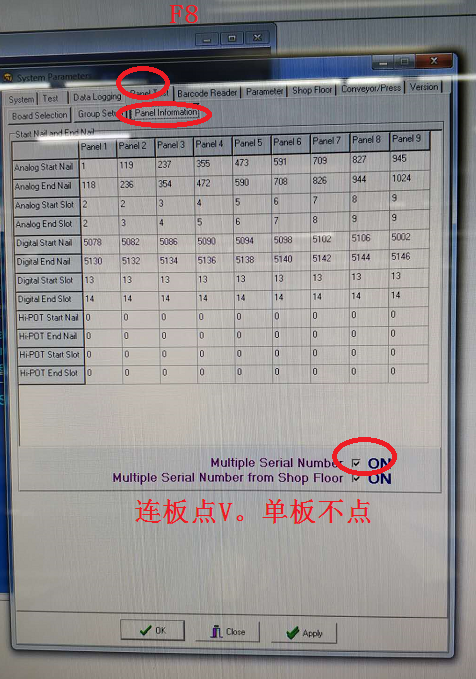 F8
System Parameters
System Test Data Logging Panel Test Barcode Reader Parameter Shop Floor Conveyor/Press Version
Board Selection Group Setup Panel Information
Start Nail and End Nail
Panel 1 Panel 2 Panel 3 Panel 4 Panel 5 Panel 6 Panel 7 Panel 8 Panel 9
Analog Start Nail 1 119 237 355 473 591 709 827 945
Analog End Nail 118 236 354 472 590 708 826 944 1024
Analog Start Slot 2 2 3 4 5 6 7 8 9
Analog End Slot 2 3 4 5 6 7 8 9 9
Digital Start Nail 5078 5082 5086 5090 5094 5098 5102 5106 5002
Digital End Nail 5130 5132 5134 5136 5138 5140 5142 5144 5146
Digital Start Slot 13 13 13 13 13 13 13 13 13
Digital End Slot 14 14 14 14 14 14 14 14 14
Hi-POT Start Nail 0 0 0 0 0 0 0 0 0
Hi-POT End Nail 0 0 0 0 0 0 0 0 0
Hi-POT Start Slot 0 0 0 0 0 0 0 0 0
Hi-POT End Slot 0 0 0 0 0 0 0 0 0
Multiple Serial Number ON
Multiple Serial Number from Shop Floor ON
连板点V。单板不点
OK Close Apply